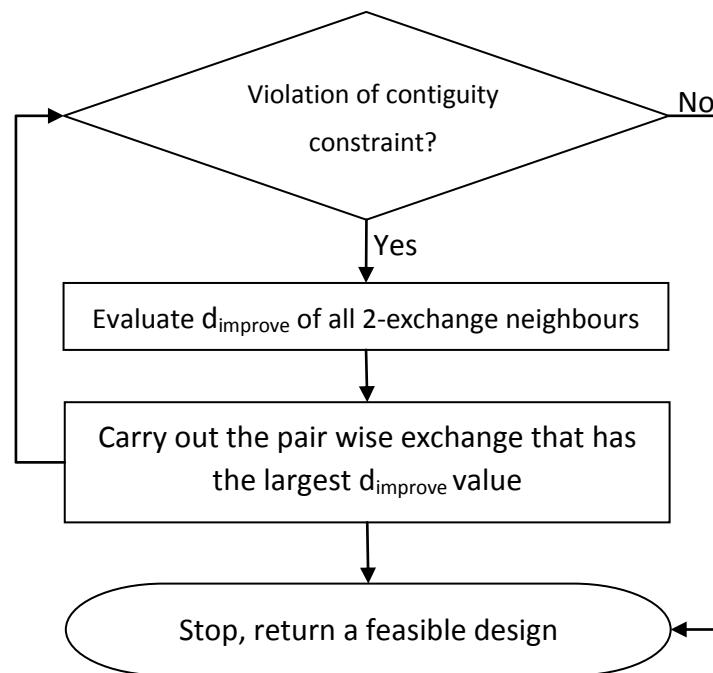 Violation of contiguity
constraint?
No
Yes
Evaluate dimprove of all 2-exchange neighbours
Carry out the pair wise exchange that has
the largest dimprove value
Stop, return a feasible design